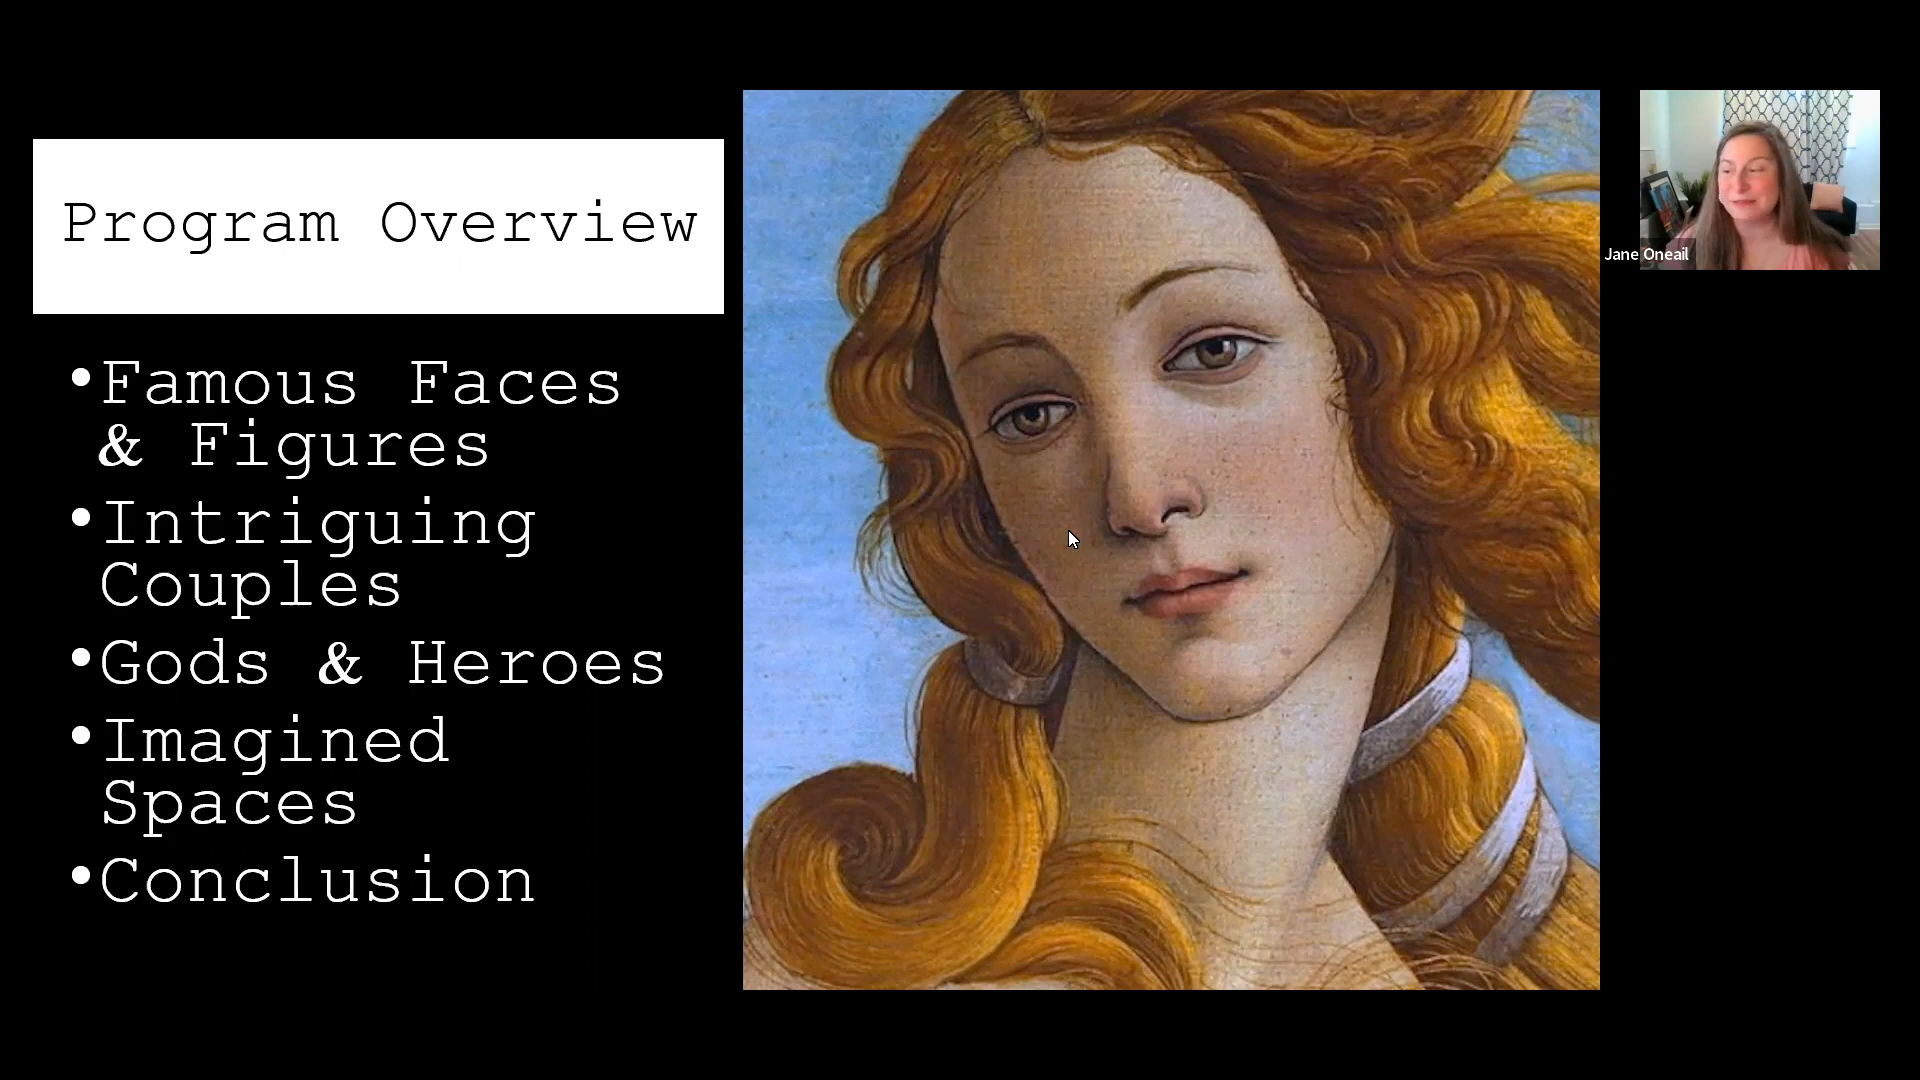 Program Overview
•Famous Faces
& Figures
•Intriguing
Couples
•Gods & Heroes
•Imagined
Spaces
•Conclusion
Jane Oneail